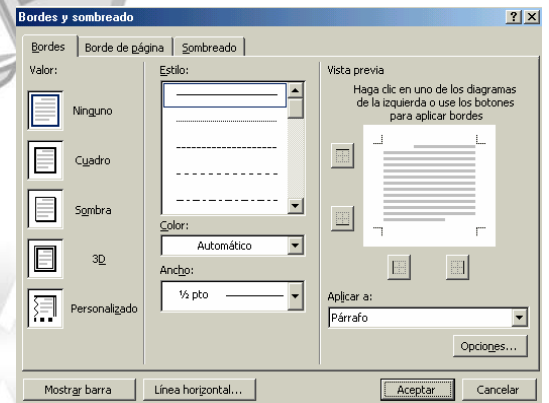 Bordes y sombreado
Bordes
Borde de página
Sombreado
Valor:
Ninguno
Cuadro
Sombra
3D
Personalizado
Estilo:
Color:
Automático
Ancho:
½ pto
Vista previa
Haga clic en uno de los diagramas
de la izquierda o use los botones
para aplicar bordes
Aplicar a:
Párrafo
Opciones...
Mostrar barra
Línea horizontal...
Aceptar
Cancelar